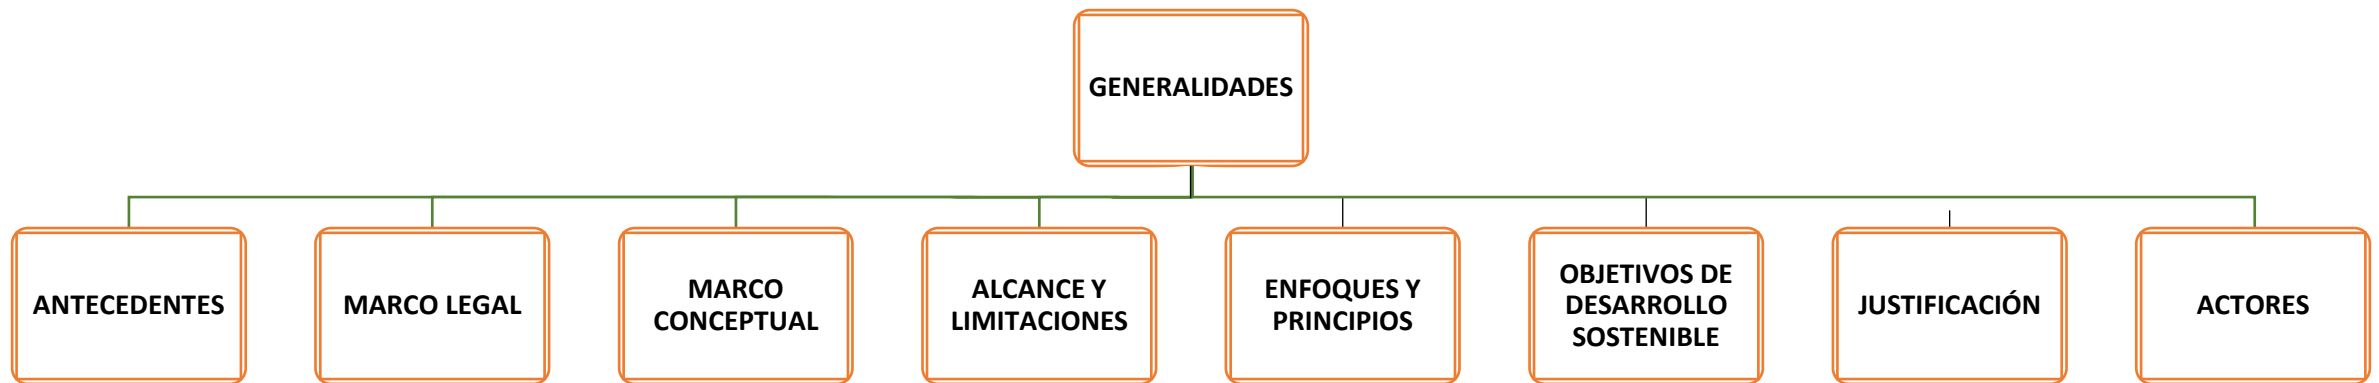 GENERALIDADES
ANTECEDENTES
MARCO LEGAL
MARCO
CONCEPTUAL
ALCANCE Y
LIMITACIONES
ENFOQUES Y
PRINCIPIOS
OBJETIVOS DE
DESARROLLO
SOSTENIBLE
JUSTIFICACIÓN
ACTORES